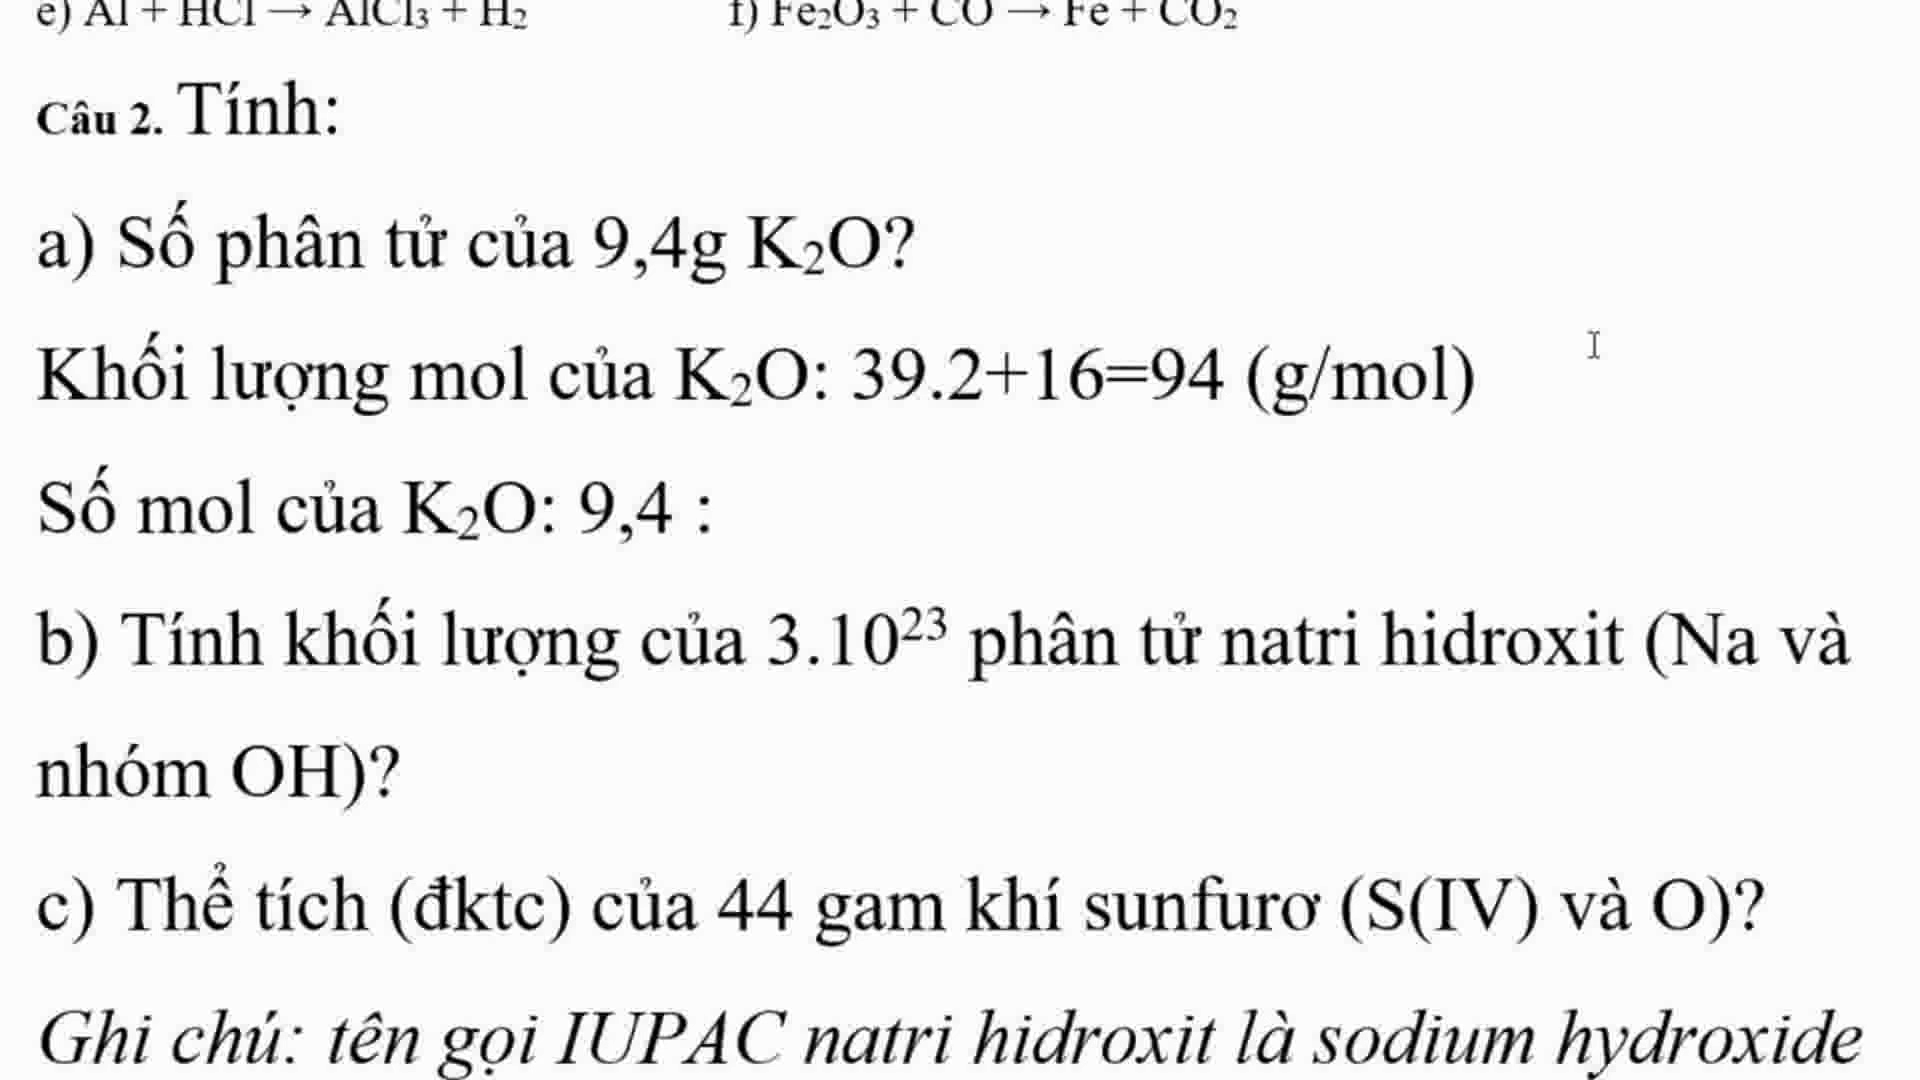 e) Al + HCl → AlCl₃ + H₂ f) Fe₂O₃ + CO → Fe + CO₂
Câu 2. Tính:
a) Số phân tử của 9,4g K₂O?
Khối lượng mol của K₂O: 39.2+16=94 (g/mol)
Số mol của K₂O: 9,4 :
b) Tính khối lượng của 3.10²³ phân tử natri hidroxit (Na và
nhóm OH)?
c) Thể tích (đktc) của 44 gam khí sunfurơ (S(IV) và O)?
Ghi chú: tên gọi IUPAC natri hidroxit là sodium hydroxide